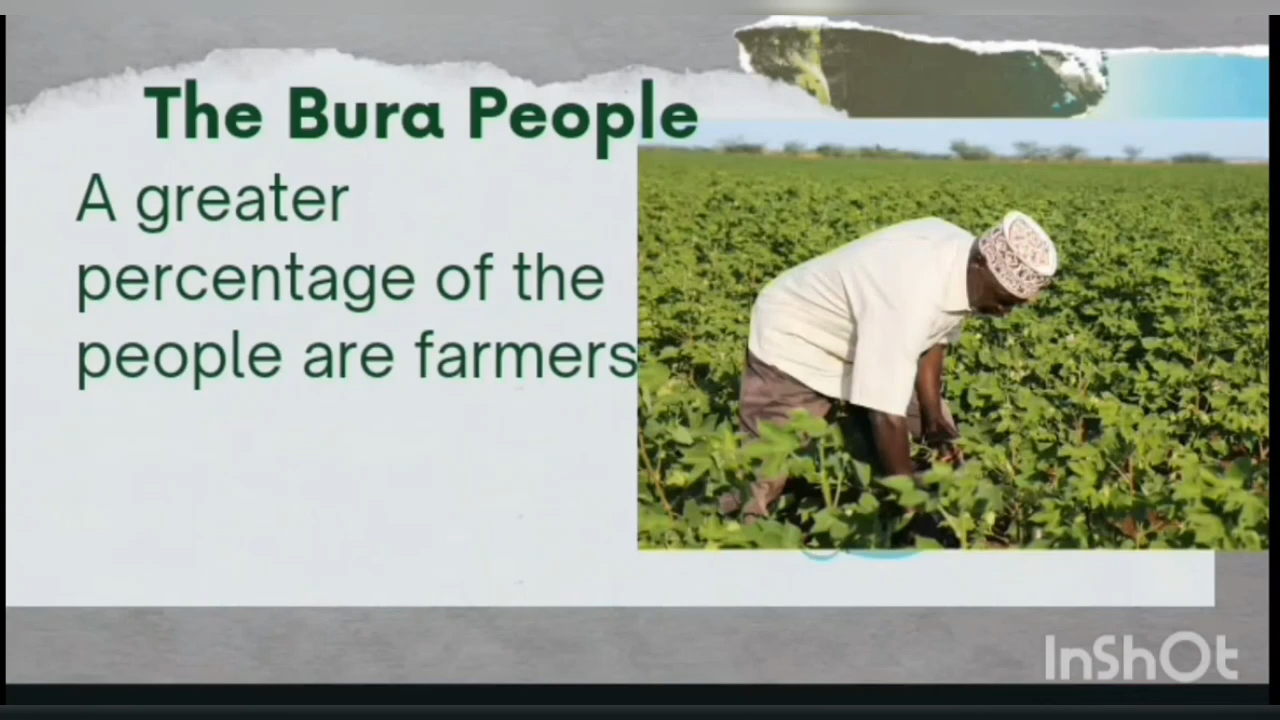 The Bura People
A greater
percentage of the
people are farmers
InShOt